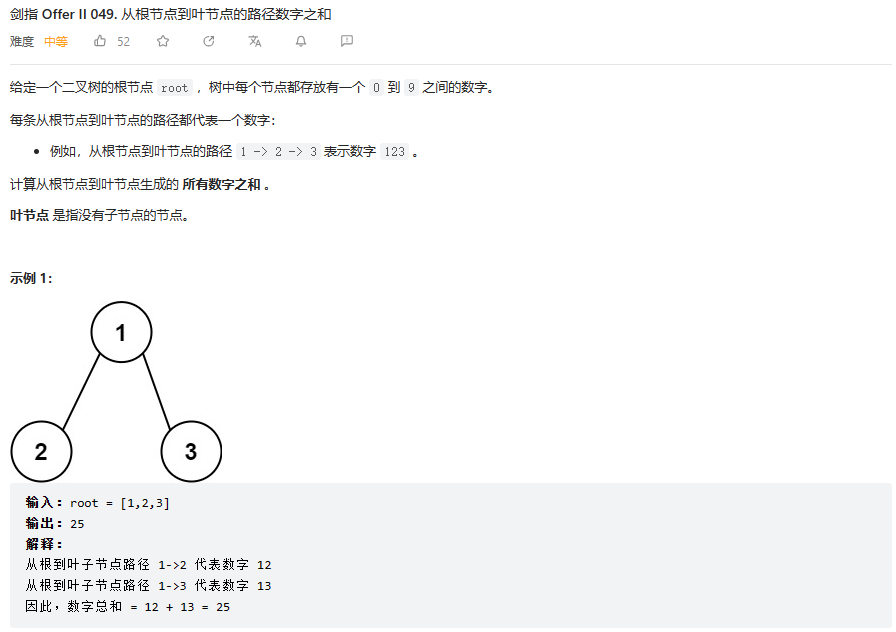 剑指 Offer II 049. 从根节点到叶节点的路径数字之和
难度 中等 52
给定一个二叉树的根节点 root ，树中每个节点都存放有一个 0 到 9 之间的数字。
每条从根节点到叶节点的路径都代表一个数字：
• 例如，从根节点到叶节点的路径 1 -> 2 -> 3 表示数字 123 。
计算从根节点到叶节点生成的 所有数字之和 。
叶节点 是指没有子节点的节点。
示例 1：
1
2 3
输入：root = [1,2,3]
输出：25
解释：
从根到叶子节点路径 1->2 代表数字 12
从根到叶子节点路径 1->3 代表数字 13
因此，数字总和 = 12 + 13 = 25